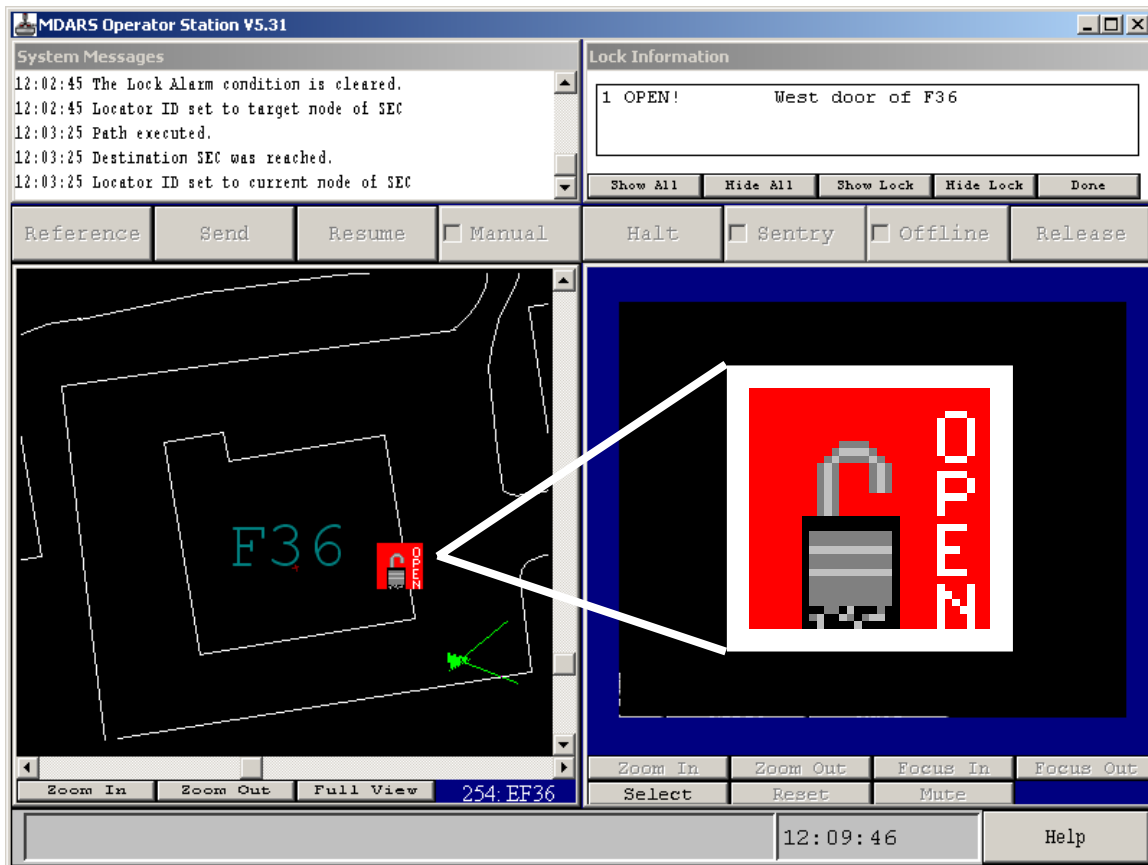 MDARS Operator Station V5.31
System Messages
12:02:45 The Lock Alarm condition is cleared.
12:02:45 Locator ID set to target node of SEC
12:03:25 Path executed.
12:03:25 Destination SEC was reached.
12:03:25 Locator ID set to current node of SEC
Lock Information
1 OPEN! West door of F36
Show All Hide All Show Lock Hide Lock Done
Reference Send Resume Manual Halt Sentry Offline Release
F36
OPEN
OPEN
Zoom In Zoom Out Full View 254: EF36
Zoom In Zoom Out Focus In Focus Out
Select Reset Mute
12:09:46 Help